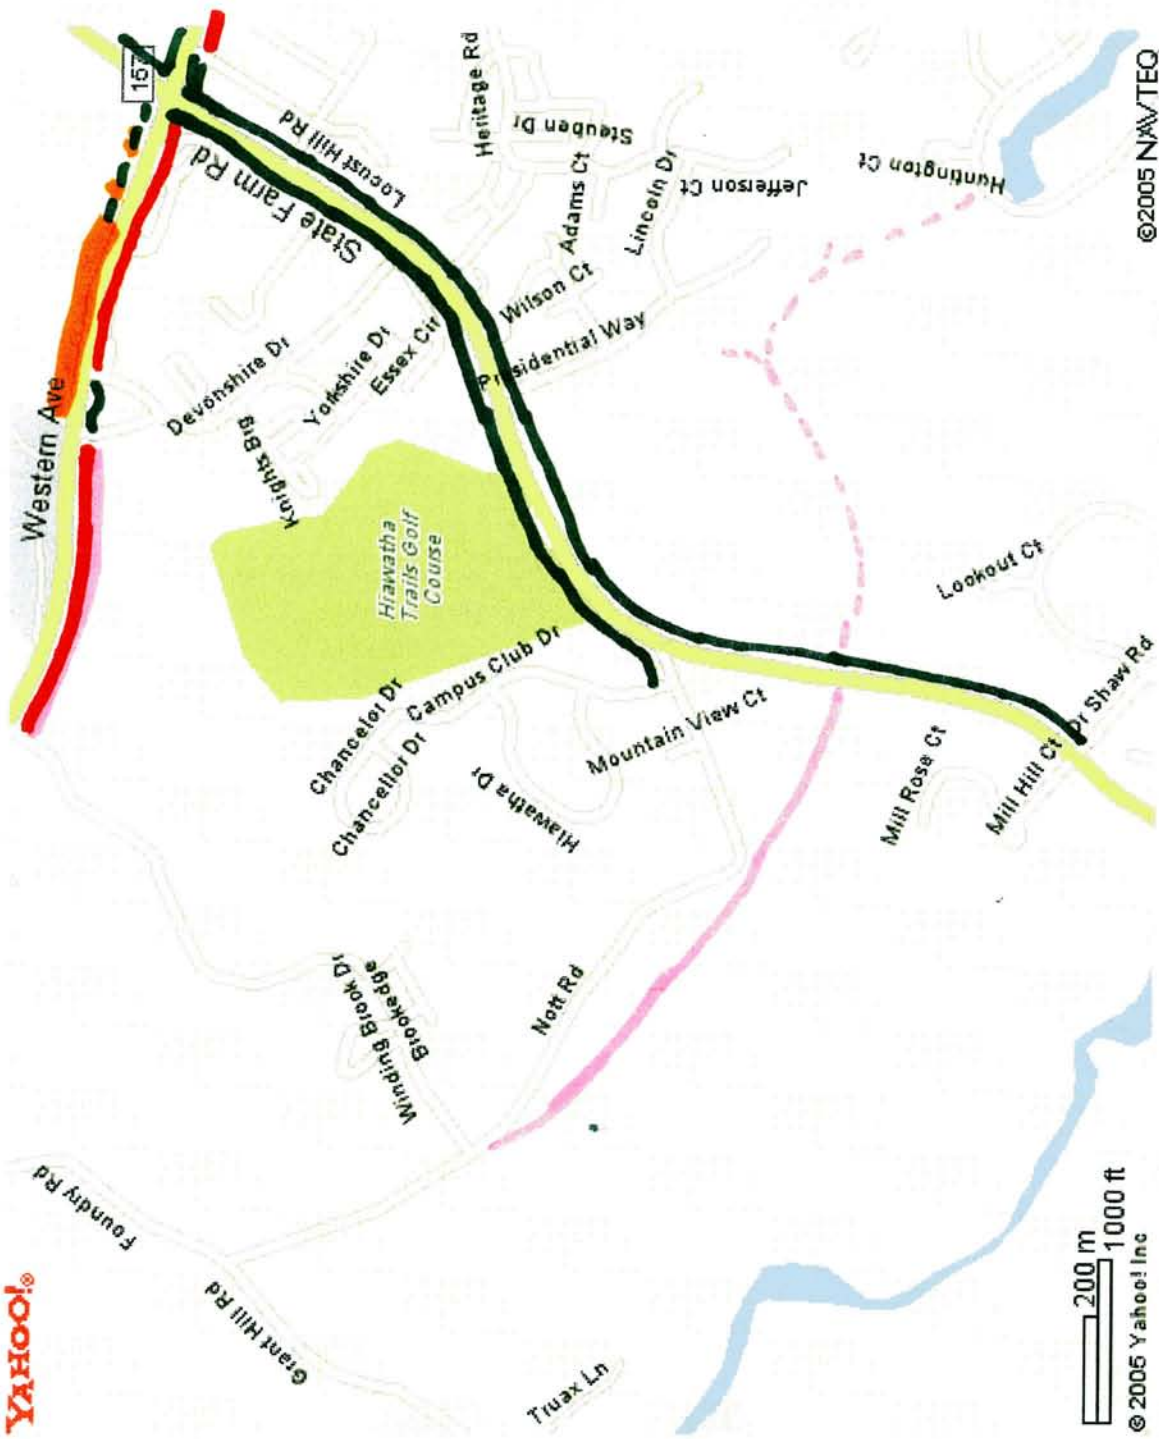 YAHOO!®
Western Ave
157
State Farm Rd
Locust Hill Rd
Heritage Rd
Steuben Dr
Adams Ct
Lincoln Dr
Jefferson Ct
Huntington Ct
Wilson Ct
Presidential Way
Devonshire Dr
Yorkshire Dr
Essex Cir
Knights Brg
Hiawatha
Trails Golf
Course
Campus Club Dr
Chancelor Dr
Chancellor Dr
Hiawatha Dr
Mountain View Ct
Lookout Ct
Dr Shaw Rd
Mill Hill Ct
Mill Rose Ct
Nott Rd
Winding Brook Dr
Brookedge
Foundry Rd
Grant Hill Rd
Truax Ln
200 m
1000 ft
© 2005 Yahoo! Inc
©2005 NAVTEQ